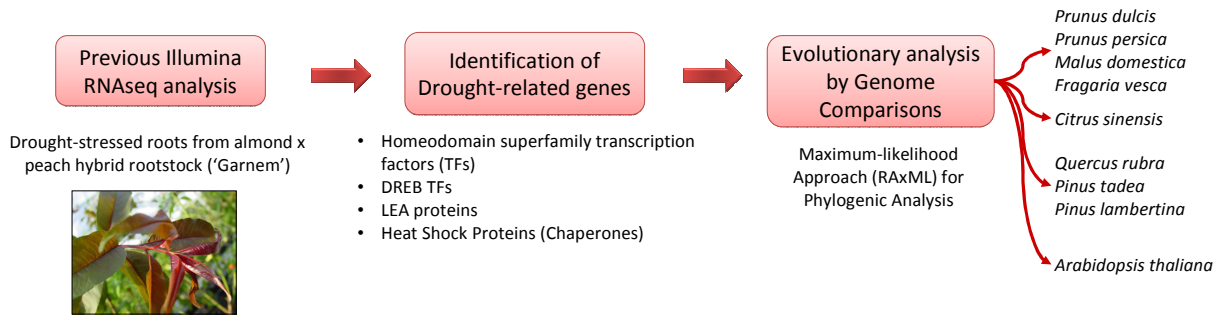 Previous Illumina
RNAseq analysis
Drought-stressed roots from almond x
peach hybrid rootstock (‘Garnem’)
Identification of
Drought-related genes
• Homeodomain superfamily transcription
factors (TFs)
• DREB TFs
• LEA proteins
• Heat Shock Proteins (Chaperones)
Evolutionary analysis
by Genome
Comparisons
Maximum-likelihood
Approach (RAxML) for
Phylogenic Analysis
Prunus dulcis
Prunus persica
Malus domestica
Fragaria vesca
Citrus sinensis
Quercus rubra
Pinus tadea
Pinus lambertina
Arabidopsis thaliana